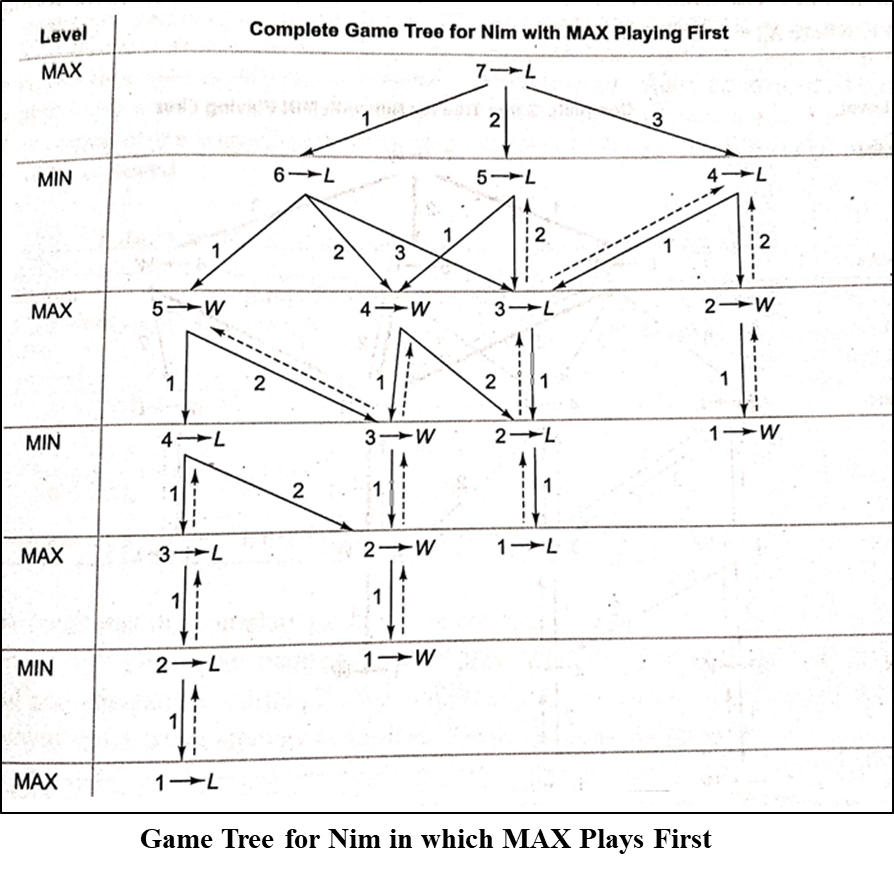 Level Complete Game Tree for Nim with MAX Playing First
MAX 7→L
1 2 3
MIN 6→L 5→L 4→L
1 2 3 1 2 1 2
MAX 5→W 4→W 3→L 2→W
1 2 1 2 1 1
MIN 4→L 3→W 2→L 1→W
1 2 1 1
MAX 3→L 2→W 1→L
1 1
MIN 2→L 1→W
1
MAX 1→L
Game Tree for Nim in which MAX Plays First